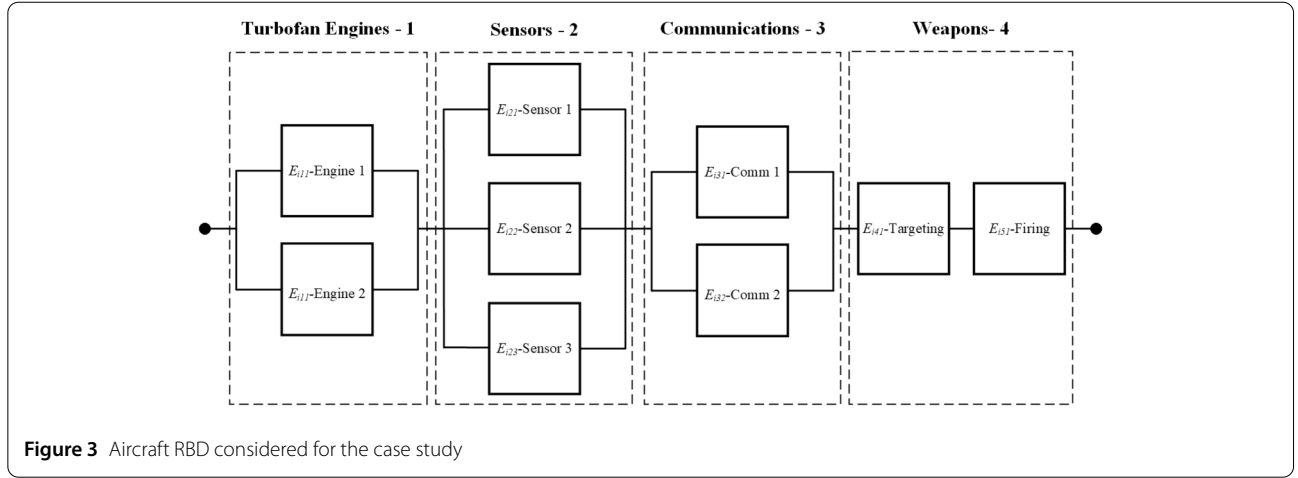 Turbofan Engines - 1
Sensors - 2
Communications - 3
Weapons- 4
Ei11-Engine 1
Ei11-Engine 2
Ei21-Sensor 1
Ei22-Sensor 2
Ei23-Sensor 3
Ei31-Comm 1
Ei32-Comm 2
Ei41-Targeting
Ei51-Firing
Figure 3 Aircraft RBD considered for the case study